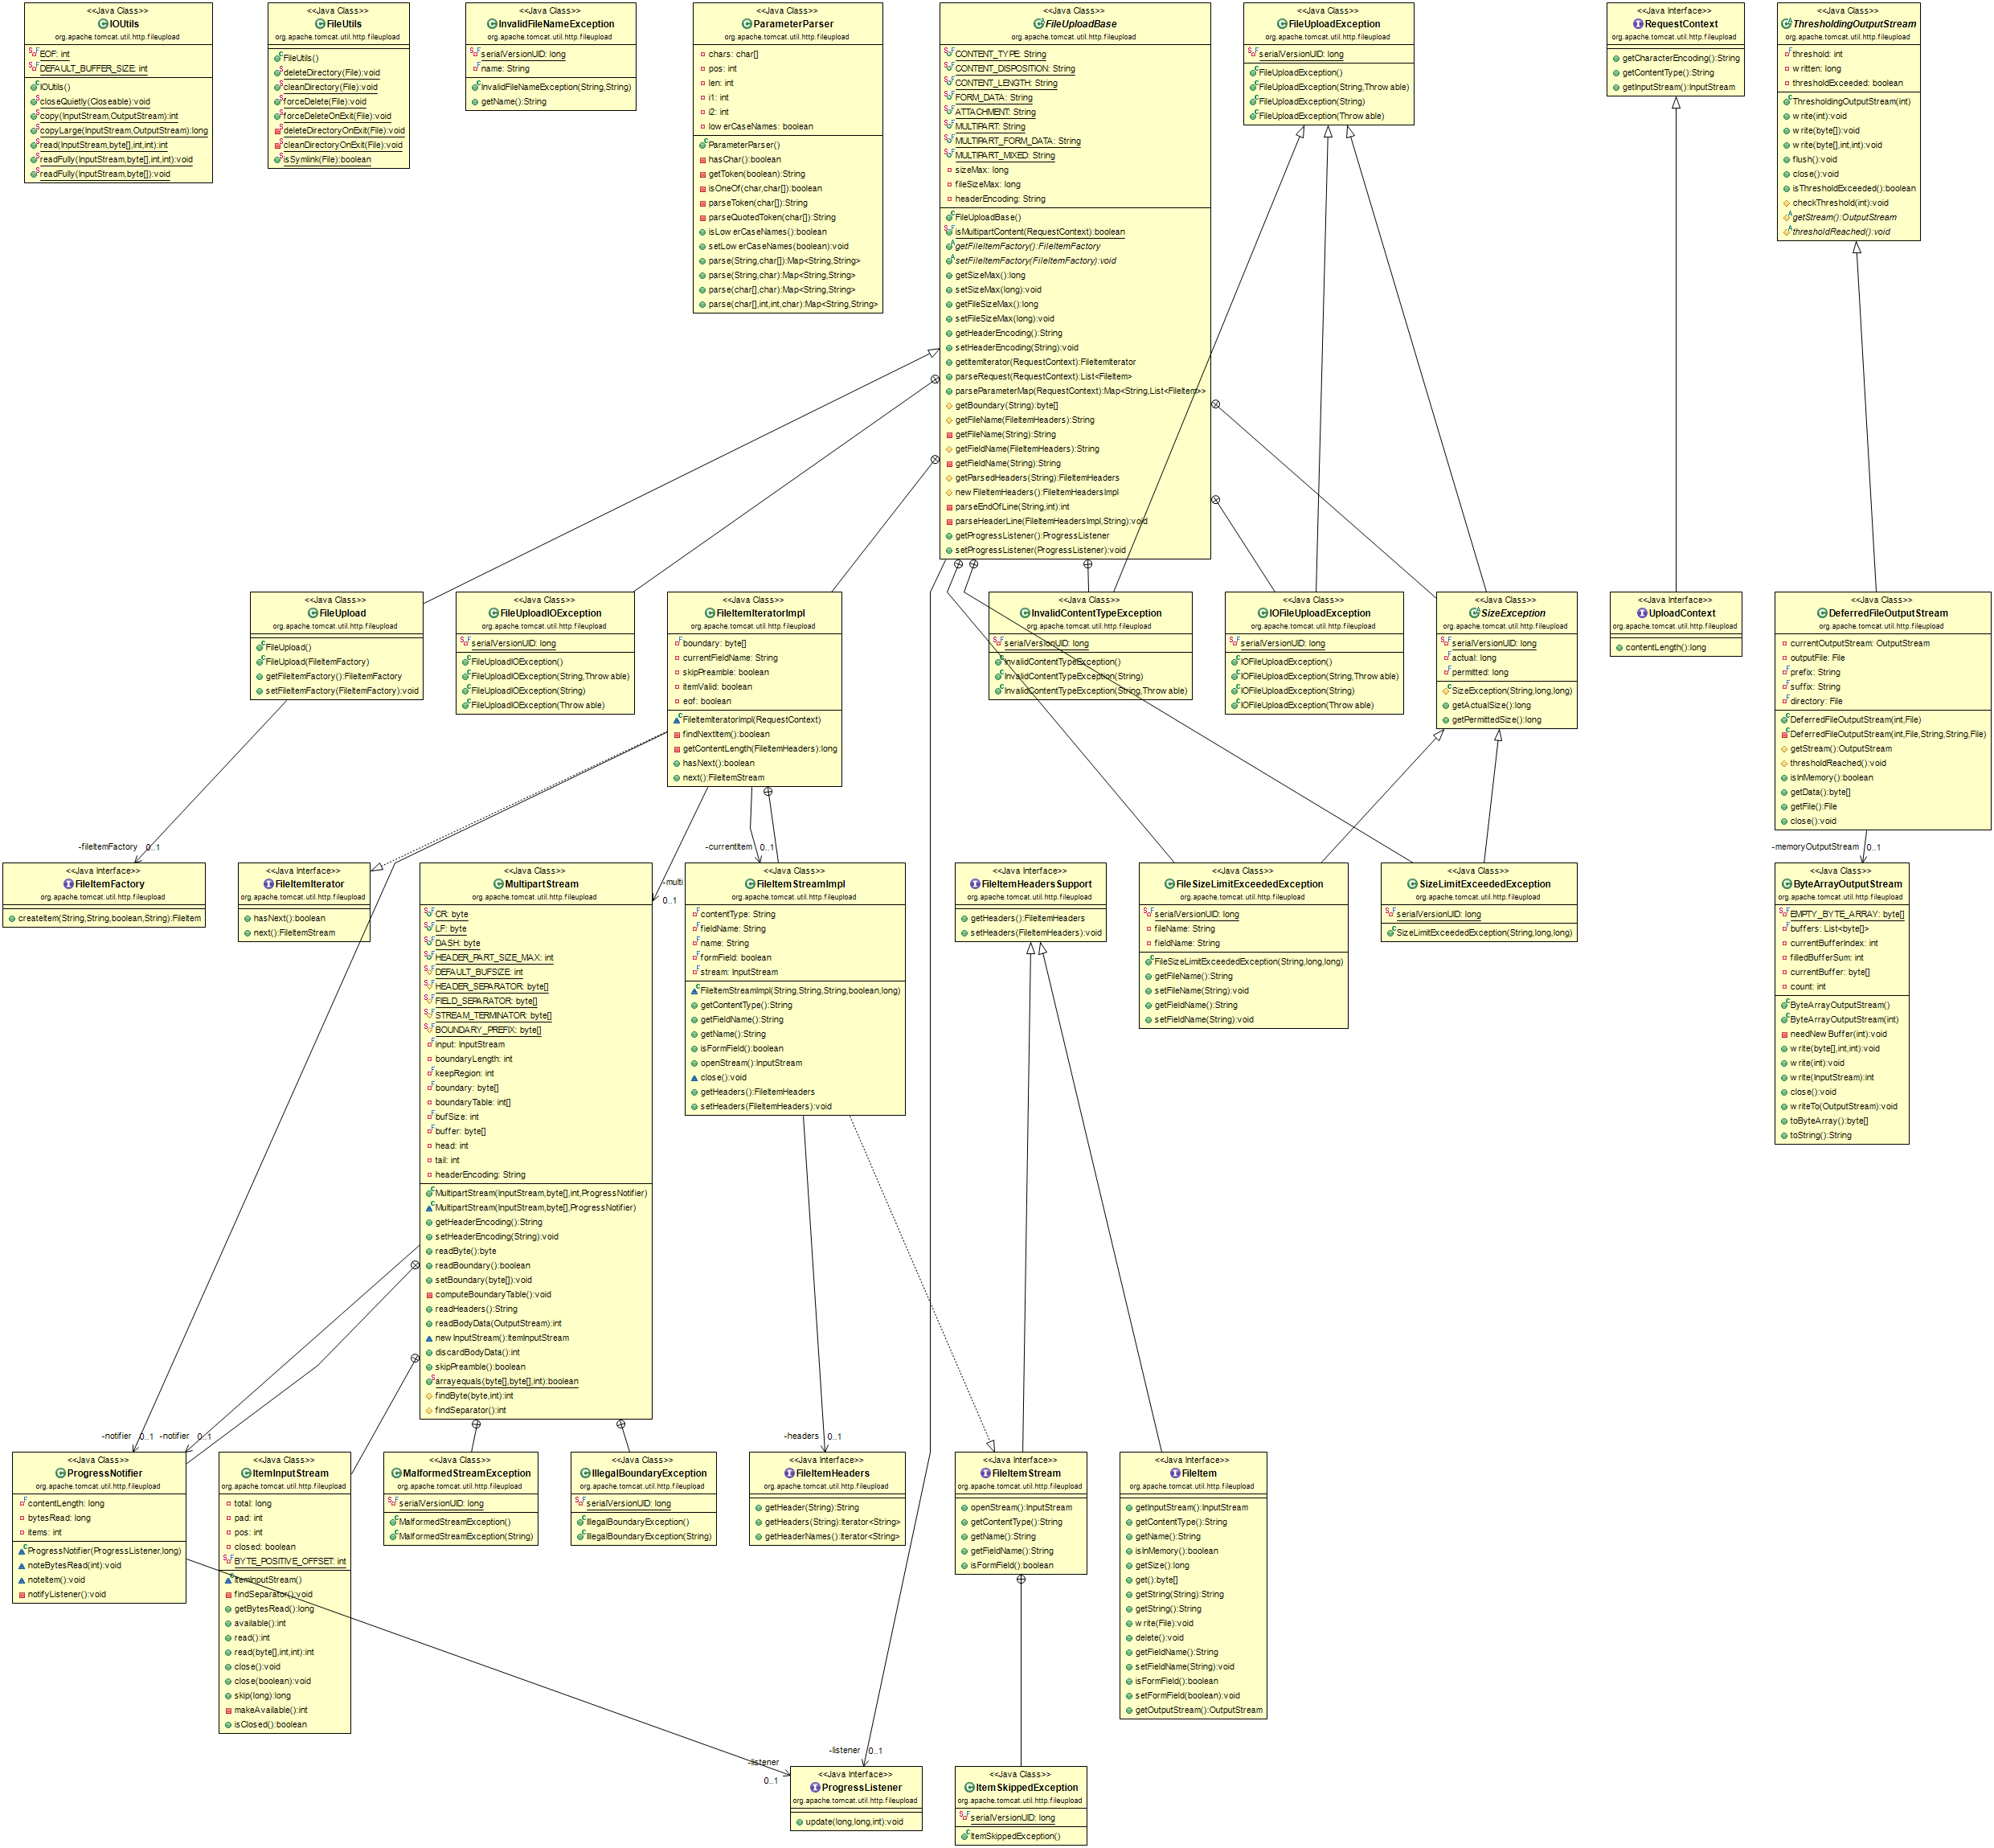 <<Java Class>>
IOUtils
org.apache.tomcat.util.http.fileupload
EOF: int
DEFAULT_BUFFER_SIZE: int
IOUtils()
closeQuietly(Closeable):void
copy(InputStream,OutputStream):int
copyLarge(InputStream,OutputStream):long
read(InputStream,byte[],int,int):int
readFully(InputStream,byte[],int,int):void
readFully(InputStream,byte[]):void
<<Java Class>>
FileUtils
org.apache.tomcat.util.http.fileupload
FileUtils()
deleteDirectory(File):void
cleanDirectory(File):void
forceDelete(File):void
forceDeleteOnExit(File):void
deleteDirectoryOnExit(File):void
cleanDirectoryOnExit(File):void
isSymlink(File):boolean
<<Java Class>>
InvalidFileNameException
org.apache.tomcat.util.http.fileupload
serialVersionUID: long
name: String
InvalidFileNameException(String,String)
getName():String
<<Java Class>>
ParameterParser
org.apache.tomcat.util.http.fileupload
chars: char[]
pos: int
len: int
i1: int
i2: int
lowerCaseNames: boolean
ParameterParser()
hasChar():boolean
getToken(boolean):String
isOneOf(char,char[]):boolean
parseToken(char[]):String
parseQuotedToken(char[]):String
isLowerCaseNames():boolean
setLowerCaseNames(boolean):void
parse(String,char[]):Map<String,String>
parse(String,char):Map<String,String>
parse(char[],char):Map<String,String>
parse(char[],int,int,char):Map<String,String>
<<Java Class>>
FileUploadBase
org.apache.tomcat.util.http.fileupload
CONTENT_TYPE: String
CONTENT_DISPOSITION: String
CONTENT_LENGTH: String
FORM_DATA: String
ATTACHMENT: String
MULTIPART: String
MULTIPART_FORM_DATA: String
MULTIPART_MIXED: String
sizeMax: long
fileSizeMax: long
headerEncoding: String
FileUploadBase()
isMultipartContent(RequestContext):boolean
getFileItemFactory():FileItemFactory
setFileItemFactory(FileItemFactory):void
getSizeMax():long
setSizeMax(long):void
getFileSizeMax():long
setFileSizeMax(long):void
getHeaderEncoding():String
setHeaderEncoding(String):void
getItemIterator(RequestContext):FileItemIterator
parseRequest(RequestContext):List<FileItem>
parseParameterMap(RequestContext):Map<String,List<FileItem>>
getBoundary(String):byte[]
getFileName(FileItemHeaders):String
getFileName(String):String
getFieldName(FileItemHeaders):String
getFieldName(String):String
getParsedHeaders(String):FileItemHeaders
newFileItemHeaders():FileItemHeadersImpl
parseEndOfLine(String,int):int
parseHeaderLine(FileItemHeadersImpl,String):void
getProgressListener():ProgressListener
setProgressListener(ProgressListener):void
<<Java Class>>
FileUploadException
org.apache.tomcat.util.http.fileupload
serialVersionUID: long
FileUploadException()
FileUploadException(String,Throwable)
FileUploadException(String)
FileUploadException(Throwable)
<<Java Interface>>
RequestContext
org.apache.tomcat.util.http.fileupload
getCharacterEncoding():String
getContentType():String
getInputStream():InputStream
<<Java Class>>
ThresholdingOutputStream
org.apache.tomcat.util.http.fileupload
threshold: int
written: long
thresholdExceeded: boolean
ThresholdingOutputStream(int)
write(int):void
write(byte[]):void
write(byte[],int,int):void
flush():void
close():void
isThresholdExceeded():boolean
checkThreshold(int):void
getStream():OutputStream
thresholdReached():void
<<Java Class>>
FileUpload
org.apache.tomcat.util.http.fileupload
FileUpload()
FileUpload(FileItemFactory)
getFileItemFactory():FileItemFactory
setFileItemFactory(FileItemFactory):void
<<Java Class>>
FileUploadIOException
org.apache.tomcat.util.http.fileupload
serialVersionUID: long
FileUploadIOException()
FileUploadIOException(String,Throwable)
FileUploadIOException(String)
FileUploadIOException(Throwable)
<<Java Class>>
FileItemIteratorImpl
org.apache.tomcat.util.http.fileupload
boundary: byte[]
currentFieldName: String
skipPreamble: boolean
itemValid: boolean
eof: boolean
FileItemIteratorImpl(RequestContext)
findNextItem():boolean
getContentLength(FileItemHeaders):long
hasNext():boolean
next():FileItemStream
<<Java Class>>
InvalidContentTypeException
org.apache.tomcat.util.http.fileupload
serialVersionUID: long
InvalidContentTypeException()
InvalidContentTypeException(String)
InvalidContentTypeException(String,Throwable)
<<Java Class>>
IOFileUploadException
org.apache.tomcat.util.http.fileupload
serialVersionUID: long
IOFileUploadException()
IOFileUploadException(String,Throwable)
IOFileUploadException(String)
IOFileUploadException(Throwable)
<<Java Class>>
SizeException
org.apache.tomcat.util.http.fileupload
serialVersionUID: long
actual: long
permitted: long
SizeException(String,long,long)
getActualSize():long
getPermittedSize():long
<<Java Interface>>
UploadContext
org.apache.tomcat.util.http.fileupload
contentLength():long
<<Java Class>>
DeferredFileOutputStream
org.apache.tomcat.util.http.fileupload
currentOutputStream: OutputStream
outputFile: File
prefix: String
suffix: String
directory: File
DeferredFileOutputStream(int,File)
DeferredFileOutputStream(int,File,String,String,File)
getStream():OutputStream
thresholdReached():void
isInMemory():boolean
getData():byte[]
getFile():File
close():void
-fileItemFactory 0..1
-currentItem 0..1
-multi
0..1
-memoryOutputStream 0..1
<<Java Interface>>
FileItemFactory
org.apache.tomcat.util.http.fileupload
createItem(String,String,boolean,String):FileItem
<<Java Interface>>
FileItemIterator
org.apache.tomcat.util.http.fileupload
hasNext():boolean
next():FileItemStream
<<Java Class>>
MultipartStream
org.apache.tomcat.util.http.fileupload
CR: byte
LF: byte
DASH: byte
HEADER_PART_SIZE_MAX: int
DEFAULT_BUFSIZE: int
HEADER_SEPARATOR: byte[]
FIELD_SEPARATOR: byte[]
STREAM_TERMINATOR: byte[]
BOUNDARY_PREFIX: byte[]
input: InputStream
boundaryLength: int
keepRegion: int
boundary: byte[]
boundaryTable: int[]
bufSize: int
buffer: byte[]
head: int
tail: int
headerEncoding: String
MultipartStream(InputStream,byte[],int,ProgressNotifier)
MultipartStream(InputStream,byte[],ProgressNotifier)
getHeaderEncoding():String
setHeaderEncoding(String):void
readByte():byte
readBoundary():boolean
setBoundary(byte[]):void
computeBoundaryTable():void
readHeaders():String
readBodyData(OutputStream):int
newInputStream():ItemInputStream
discardBodyData():int
skipPreamble():boolean
arrayequals(byte[],byte[],int):boolean
findByte(byte,int):int
findSeparator():int
<<Java Class>>
FileItemStreamImpl
org.apache.tomcat.util.http.fileupload
contentType: String
fieldName: String
name: String
formField: boolean
stream: InputStream
FileItemStreamImpl(String,String,String,boolean,long)
getContentType():String
getFieldName():String
getName():String
isFormField():boolean
openStream():InputStream
close():void
getHeaders():FileItemHeaders
setHeaders(FileItemHeaders):void
<<Java Interface>>
FileItemHeadersSupport
org.apache.tomcat.util.http.fileupload
getHeaders():FileItemHeaders
setHeaders(FileItemHeaders):void
<<Java Class>>
FileSizeLimitExceededException
org.apache.tomcat.util.http.fileupload
serialVersionUID: long
fileName: String
fieldName: String
FileSizeLimitExceededException(String,long,long)
getFileName():String
setFileName(String):void
getFieldName():String
setFieldName(String):void
<<Java Class>>
SizeLimitExceededException
org.apache.tomcat.util.http.fileupload
serialVersionUID: long
SizeLimitExceededException(String,long,long)
<<Java Class>>
ByteArrayOutputStream
org.apache.tomcat.util.http.fileupload
EMPTY_BYTE_ARRAY: byte[]
buffers: List<byte[]>
currentBufferIndex: int
filledBufferSum: int
currentBuffer: byte[]
count: int
ByteArrayOutputStream()
ByteArrayOutputStream(int)
needNewBuffer(int):void
write(byte[],int,int):void
write(int):void
write(InputStream):int
close():void
writeTo(OutputStream):void
toByteArray():byte[]
toString():String
-notifier 0..1
-notifier 0..1
-headers 0..1
<<Java Class>>
ProgressNotifier
org.apache.tomcat.util.http.fileupload
contentLength: long
bytesRead: long
items: int
ProgressNotifier(ProgressListener,long)
noteBytesRead(int):void
noteItem():void
notifyListener():void
<<Java Class>>
ItemInputStream
org.apache.tomcat.util.http.fileupload
total: long
pad: int
pos: int
closed: boolean
BYTE_POSITIVE_OFFSET: int
ItemInputStream()
findSeparator():void
getBytesRead():long
available():int
read():int
read(byte[],int,int):int
close():void
close(boolean):void
skip(long):long
makeAvailable():int
isClosed():boolean
<<Java Class>>
MalformedStreamException
org.apache.tomcat.util.http.fileupload
serialVersionUID: long
MalformedStreamException()
MalformedStreamException(String)
<<Java Class>>
IllegalBoundaryException
org.apache.tomcat.util.http.fileupload
serialVersionUID: long
IllegalBoundaryException()
IllegalBoundaryException(String)
<<Java Interface>>
FileItemHeaders
org.apache.tomcat.util.http.fileupload
getHeader(String):String
getHeaders(String):Iterator<String>
getHeaderNames():Iterator<String>
<<Java Interface>>
FileItemStream
org.apache.tomcat.util.http.fileupload
openStream():InputStream
getContentType():String
getName():String
getFieldName():String
isFormField():boolean
<<Java Interface>>
FileItem
org.apache.tomcat.util.http.fileupload
getInputStream():InputStream
getContentType():String
getName():String
isInMemory():boolean
getSize():long
get():byte[]
getString(String):String
getString():String
write(File):void
delete():void
getFieldName():String
setFieldName(String):void
isFormField():boolean
setFormField(boolean):void
getOutputStream():OutputStream
-listener
0..1
-listener 0..1
<<Java Interface>>
ProgressListener
org.apache.tomcat.util.http.fileupload
update(long,long,int):void
<<Java Class>>
ItemSkippedException
org.apache.tomcat.util.http.fileupload
serialVersionUID: long
ItemSkippedException()